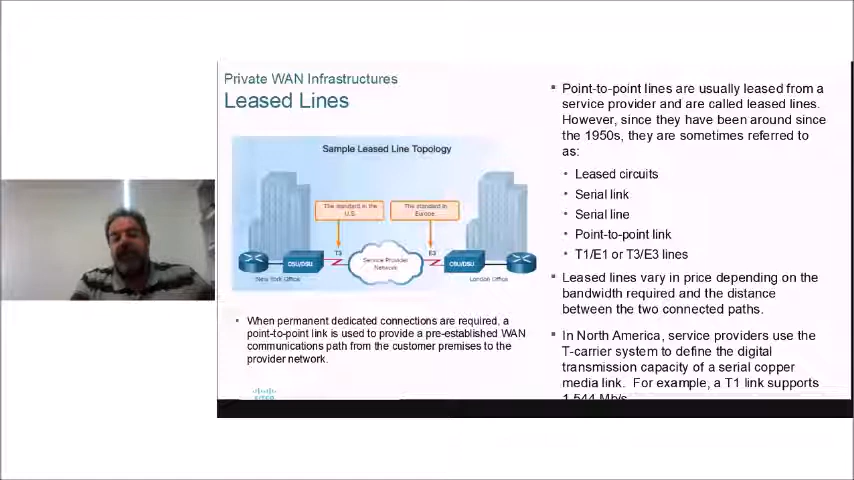 Private WAN Infrastructures
Leased Lines
Sample Leased Line Topology
The standard in the
U.S.
The standard in
Europe.
T3
E3
CSU/DSU
Service Provider
Network
CSU/DSU
New York Office
London Office
• When permanent dedicated connections are required, a
point-to-point link is used to provide a pre-established WAN
communications path from the customer premises to the
provider network.
▪ Point-to-point lines are usually leased from a
service provider and are called leased lines.
However, since they have been around since
the 1950s, they are sometimes referred to
as:
• Leased circuits
• Serial link
• Serial line
• Point-to-point link
• T1/E1 or T3/E3 lines
▪ Leased lines vary in price depending on the
bandwidth required and the distance
between the two connected paths.
▪ In North America, service providers use the
T-carrier system to define the digital
transmission capacity of a serial copper
media link. For example, a T1 link supports
1.544 Mb/s